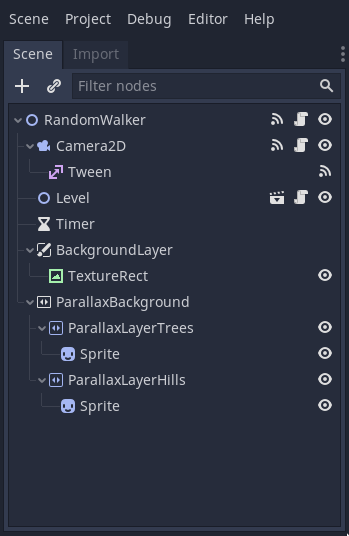 Scene Project Debug Editor Help
Scene Import
Filter nodes
RandomWalker
Camera2D
Tween
Level
Timer
BackgroundLayer
TextureRect
ParallaxBackground
ParallaxLayerTrees
Sprite
ParallaxLayerHills
Sprite